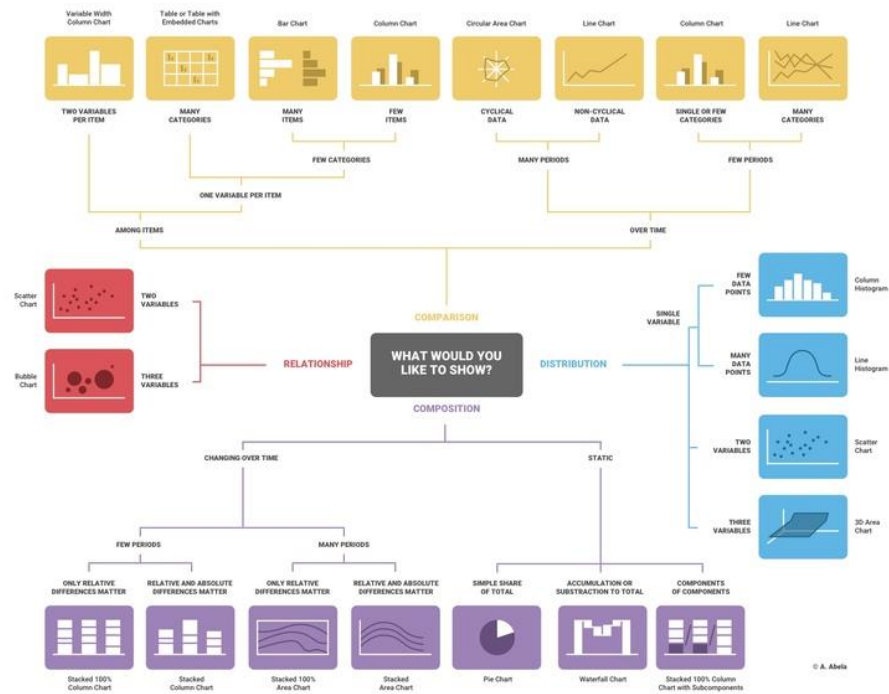 Variable Width
Column Chart
Table or Table with
Embedded Charts
Bar Chart
Column Chart
Circular Area Chart
Line Chart
Column Chart
Line Chart
TWO VARIABLES
PER ITEM
MANY
CATEGORIES
MANY
ITEMS
FEW
ITEMS
CYCLICAL
DATA
NON-CYCLICAL
DATA
SINGLE OR FEW
CATEGORIES
MANY
CATEGORIES
FEW CATEGORIES
MANY PERIODS
FEW PERIODS
ONE VARIABLE PER ITEM
AMONG ITEMS
OVER TIME
Scatter
Chart
TWO
VARIABLES
Bubble
Chart
THREE
VARIABLES
RELATIONSHIP
COMPARISON
WHAT WOULD YOU
LIKE TO SHOW?
COMPOSITION
DISTRIBUTION
SINGLE
VARIABLE
FEW
DATA
POINTS
Column
Histogram
MANY
DATA
POINTS
Line
Histogram
TWO
VARIABLES
Scatter
Chart
THREE
VARIABLES
3D Area
Chart
CHANGING OVER TIME
STATIC
FEW PERIODS
MANY PERIODS
ONLY RELATIVE
DIFFERENCES MATTER
RELATIVE AND ABSOLUTE
DIFFERENCES MATTER
ONLY RELATIVE
DIFFERENCES MATTER
RELATIVE AND ABSOLUTE
DIFFERENCES MATTER
SIMPLE SHARE
OF TOTAL
ACCUMULATION OR
SUBSTRACTION TO TOTAL
COMPONENTS
OF COMPONENTS
Stacked 100%
Column Chart
Stacked
Column Chart
Stacked 100%
Area Chart
Stacked
Area Chart
Pie Chart
Waterfall Chart
Stacked 100% Column
Chart with Subcomponents
© A. Abela